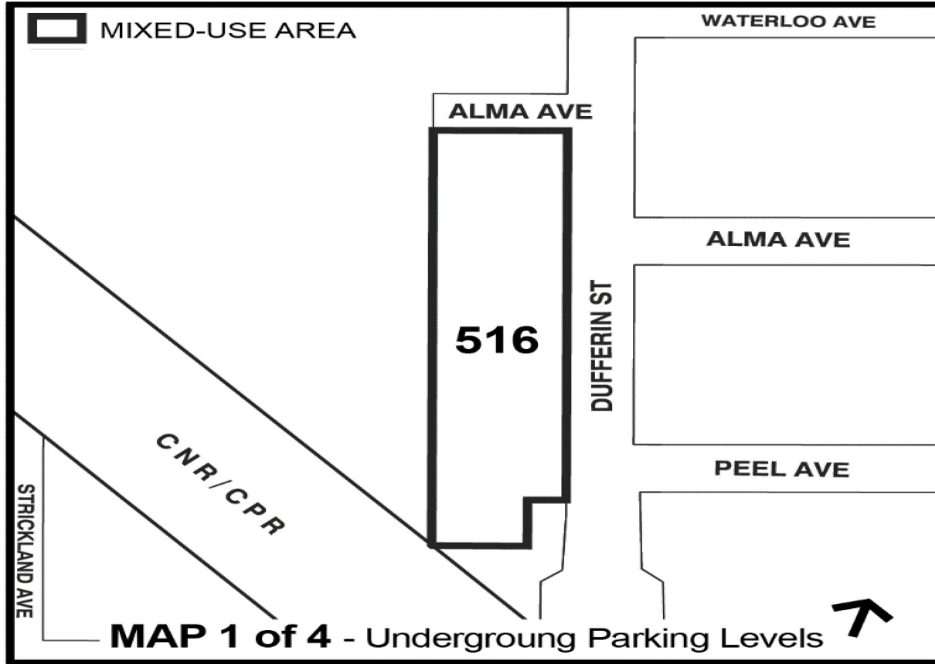 MIXED-USE AREA
WATERLOO AVE
ALMA AVE
ALMA AVE
DUFFERIN ST
516
CNR/CPR
PEEL AVE
STRICKLAND AVE
MAP 1 of 4 - Undergroung Parking Levels